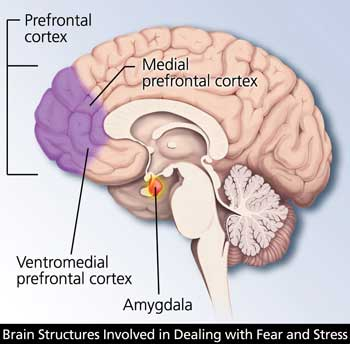 Prefrontal
cortex
Medial
prefrontal cortex
Ventromedial
prefrontal cortex
Amygdala
Brain Structures Involved in Dealing with Fear and Stress